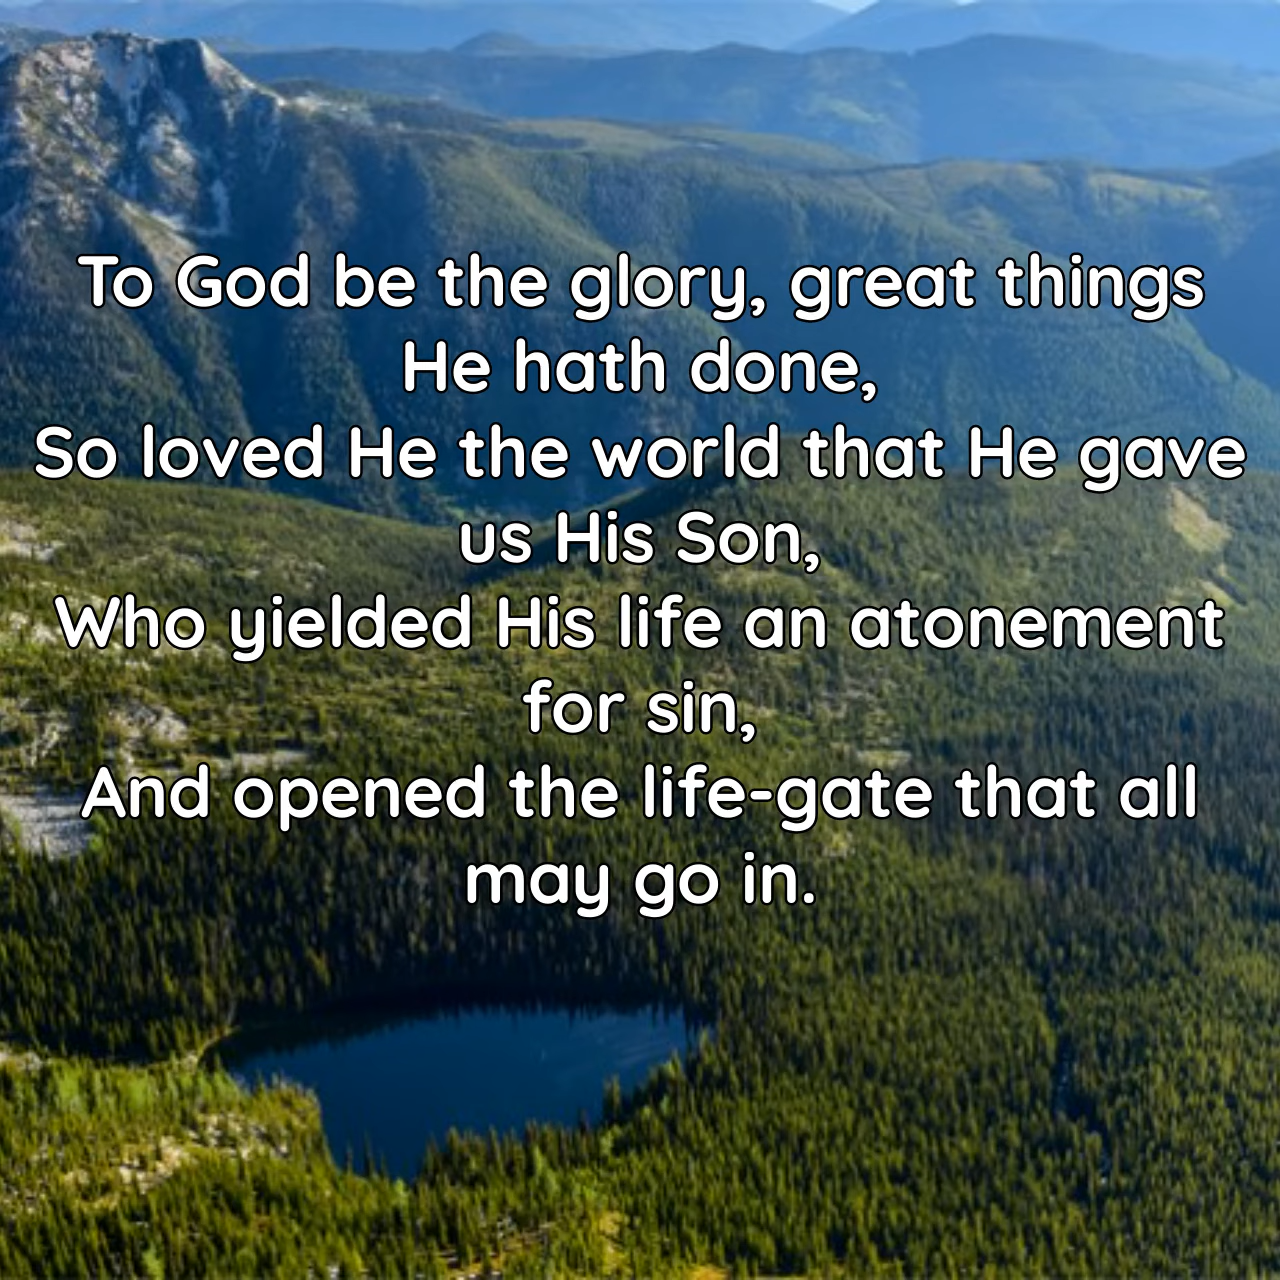 To God be the glory, great things
He hath done,
So loved He the world that He gave
us His Son,
Who yielded His life an atonement
for sin,
And opened the life-gate that all
may go in.